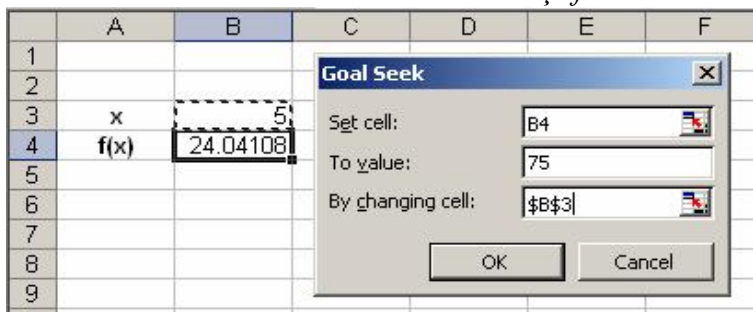 A B C D E F
1
2
3 x 5
4 f(x) 24.04108
5
6
7
8
9
Goal Seek
Set cell: B4
To value: 75
By changing cell: $B$3
OK Cancel